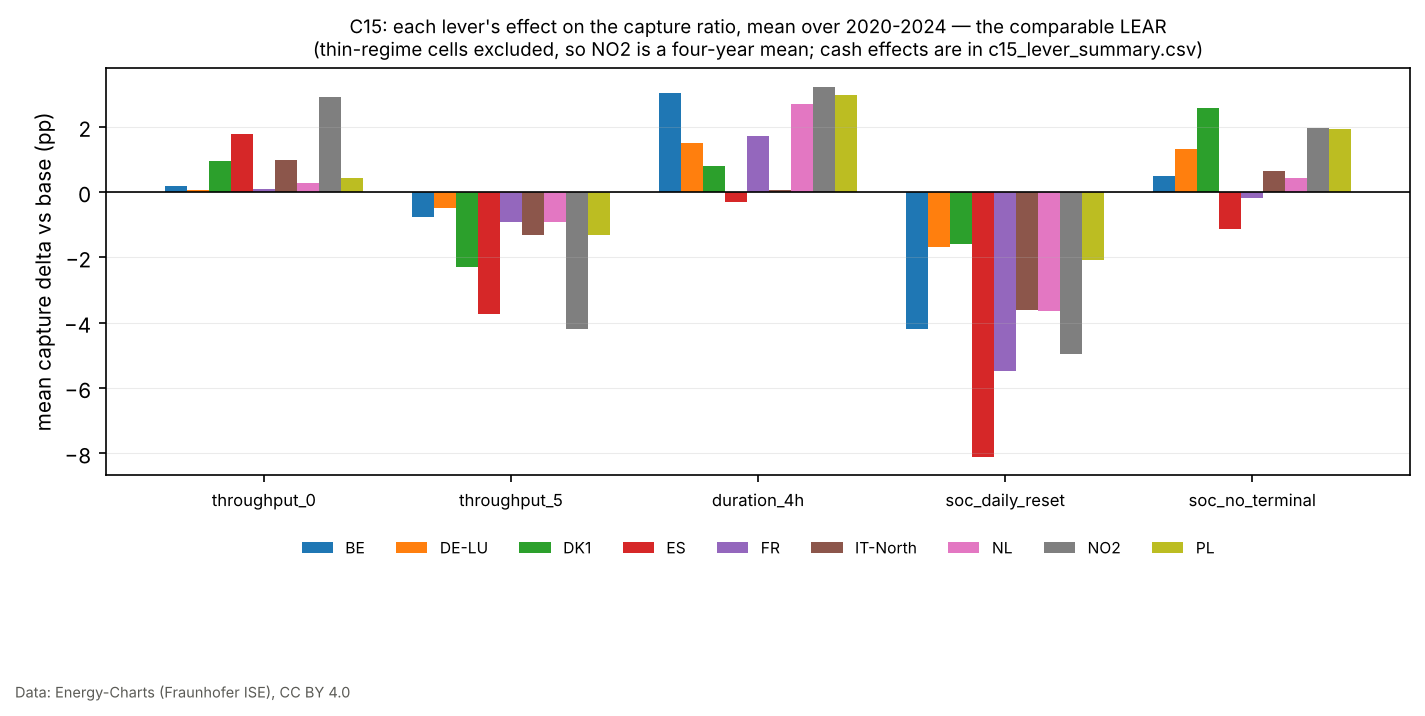 C15: each lever's effect on the capture ratio, mean over 2020-2024 — the comparable LEAR
(thin-regime cells excluded, so NO2 is a four-year mean; cash effects are in c15_lever_summary.csv)
mean capture delta vs base (pp)
2
0
−2
−4
−6
−8
throughput_0 throughput_5 duration_4h soc_daily_reset soc_no_terminal
BE DE-LU DK1 ES FR IT-North NL NO2 PL
Data: Energy-Charts (Fraunhofer ISE), CC BY 4.0